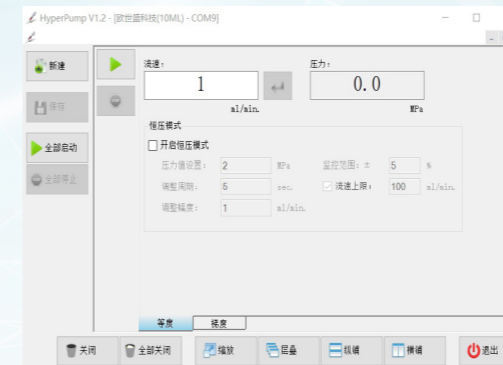 HyperPump V1.2 - [欧世盛科技(10ML) - COM9]
新建
保存
全部启动
全部停止
流速:
1
ml/min.
压力:
0.0
MPa
恒压模式
开启恒压模式
压力值设置: 2 MPa 监控范围: ± 5 %
调整周期: 5 sec. 流速上限: 100 ml/min.
调整幅度: 1 ml/min.
等度 梯度
关闭 全部关闭 缩放 层叠 纵铺 横铺 退出